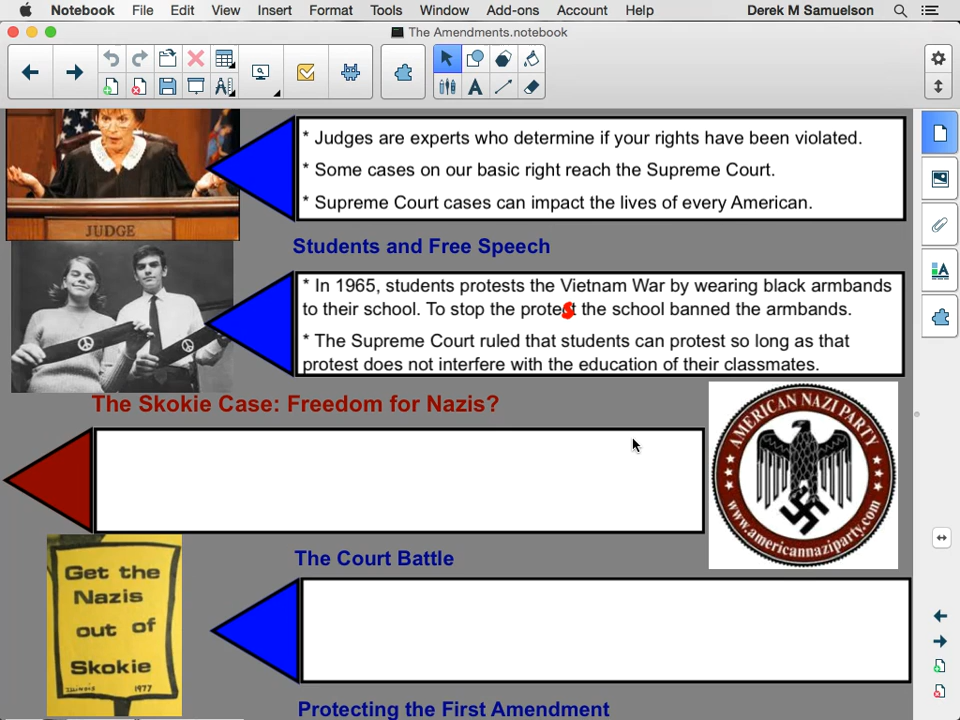 Notebook File Edit View Insert Format Tools Window Add-ons Account Help Derek M Samuelson
The Amendments.notebook
* Judges are experts who determine if your rights have been violated.
* Some cases on our basic right reach the Supreme Court.
* Supreme Court cases can impact the lives of every American.
JUDGE
Students and Free Speech
* In 1965, students protests the Vietnam War by wearing black armbands
to their school. To stop the protest the school banned the armbands.
* The Supreme Court ruled that students can protest so long as that
protest does not interfere with the education of their classmates.
The Skokie Case: Freedom for Nazis?
AMERICAN NAZI PARTY
www.americannaziparty.com
The Court Battle
Get the
Nazis
out of
Skokie
Illinois 1977
Protecting the First Amendment